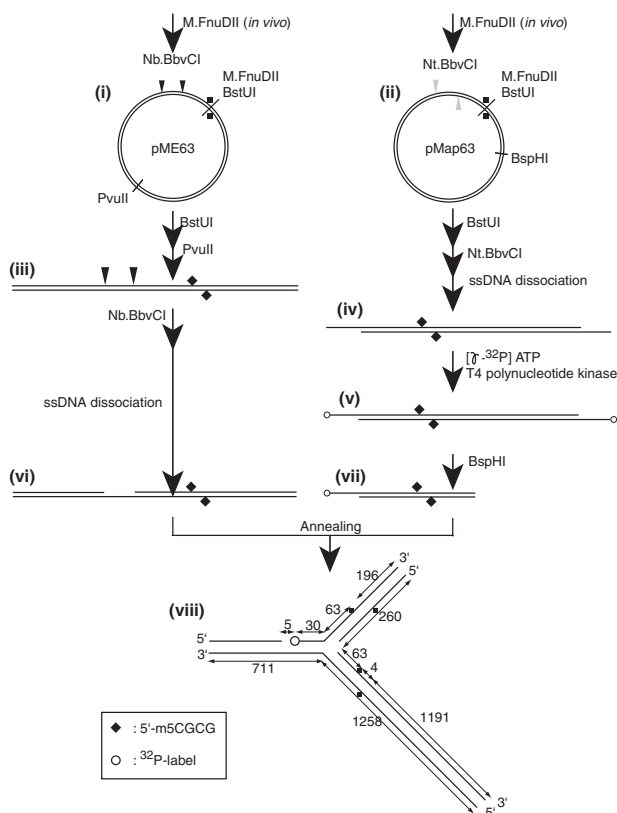 M.FnuDII (in vivo)
Nb.BbvCI
(i)
M.FnuDII
BstUI
pME63
PvuII
BstUI
PvuII
(iii)
Nb.BbvCI
ssDNA dissociation
(vi)
M.FnuDII (in vivo)
Nt.BbvCI
(ii)
M.FnuDII
BstUI
pMap63
BspHI
BstUI
Nt.BbvCI
ssDNA dissociation
(iv)
[γ-32P] ATP
T4 polynucleotide kinase
(v)
BspHI
(vii)
Annealing
(viii)
196
3‘
5‘
63
260
5
30
5‘
3‘
711
63
4
1258
1191
3‘
5‘
: 5‘-m5CGCG
: 32P-label